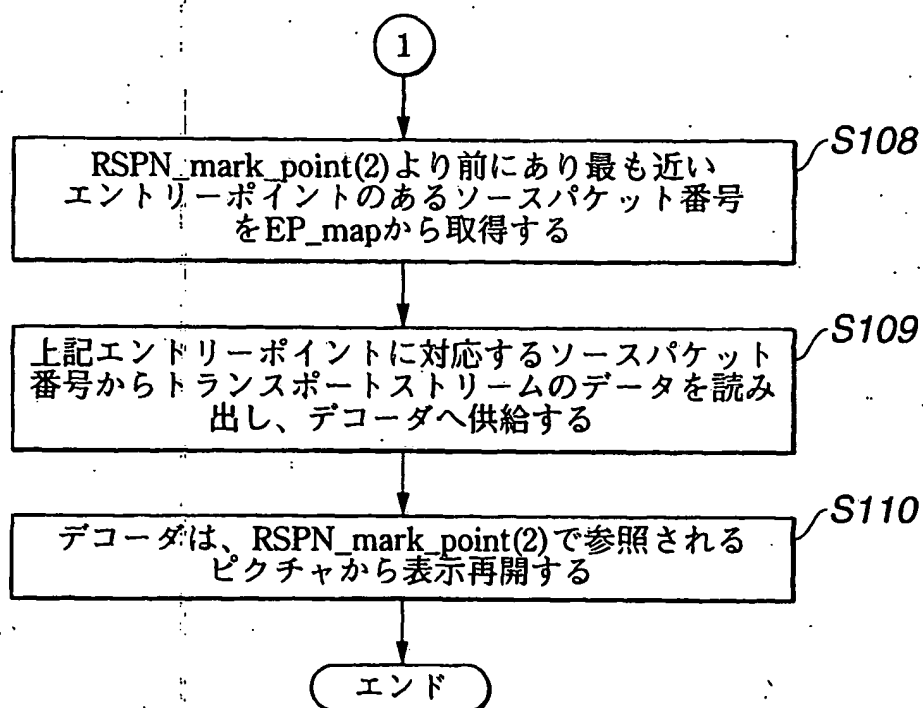 1
S108
RSPN_mark_point(2)より前にあり最も近い
エントリーポイントのあるソースパケット番号
をEP_mapから取得する
S109
上記エントリーポイントに対応するソースパケット
番号からトランスポートストリームのデータを読み
出し、デコーダへ供給する
S110
デコーダは、RSPN_mark_point(2)で参照される
ピクチャから表示再開する
エンド